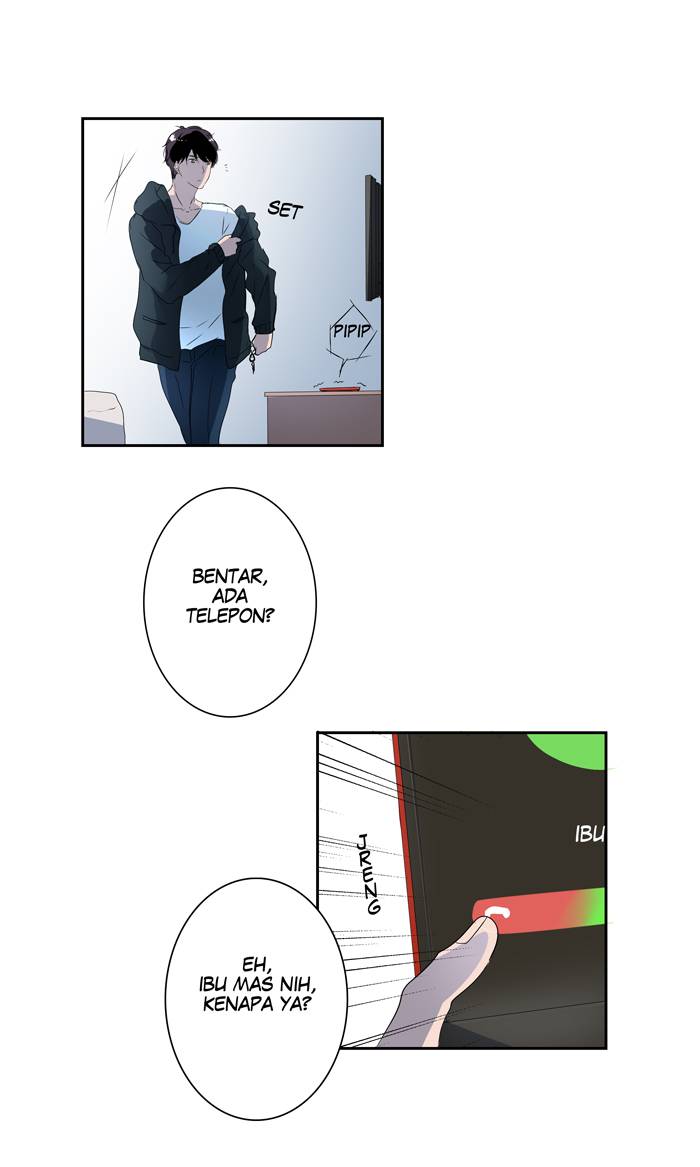 SET
PIPIP
BENTAR,
ADA
TELEPON?
IBU
JRENG
EH,
IBU MAS NIH,
KENAPA YA?